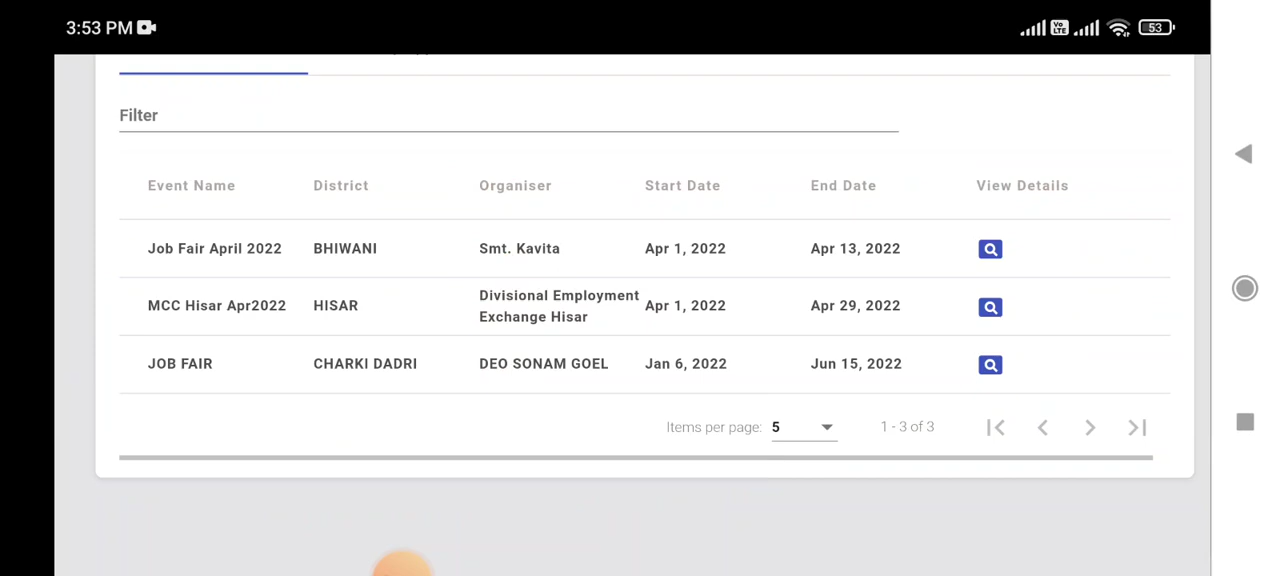 3:53 PM
Vo LTE
53
Filter
Event Name District Organiser Start Date End Date View Details
Job Fair April 2022 BHIWANI Smt. Kavita Apr 1, 2022 Apr 13, 2022
MCC Hisar Apr2022 HISAR Divisional Employment Exchange Hisar Apr 1, 2022 Apr 29, 2022
JOB FAIR CHARKI DADRI DEO SONAM GOEL Jan 6, 2022 Jun 15, 2022
Items per page: 5 1 - 3 of 3